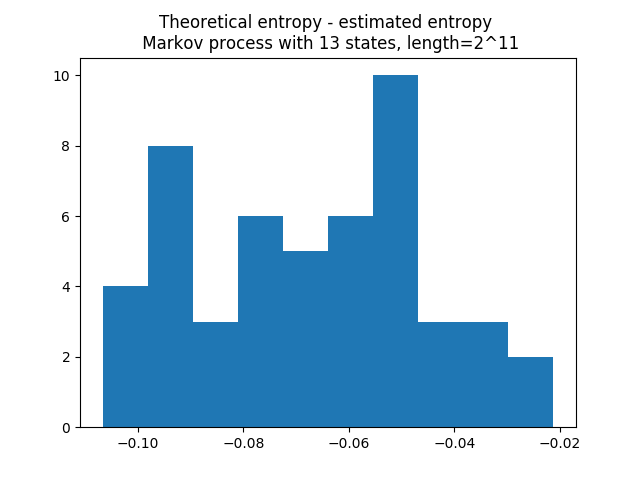 Theoretical entropy - estimated entropy
Markov process with 13 states, length=2^11
10
8
6
4
2
0
−0.10 −0.08 −0.06 −0.04 −0.02